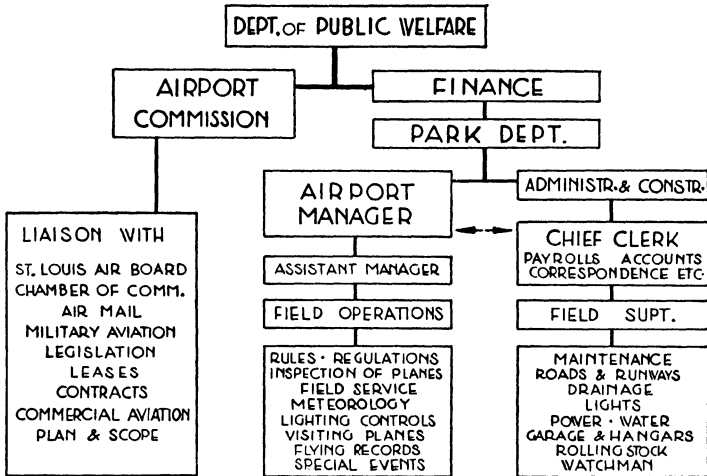 DEPT. OF PUBLIC WELFARE
AIRPORT
COMMISSION
FINANCE
PARK DEPT.
AIRPORT
MANAGER
ADMINISTR. & CONSTR.
LIAISON WITH
ST. LOUIS AIR BOARD
CHAMBER OF COMM.
AIR MAIL
MILITARY AVIATION
LEGISLATION
LEASES
CONTRACTS
COMMERCIAL AVIATION
PLAN & SCOPE
CHIEF CLERK
PAYROLLS ACCOUNTS
CORRESPONDENCE ETC.
ASSISTANT MANAGER
FIELD OPERATIONS
FIELD SUPT.
RULES · REGULATIONS
INSPECTION OF PLANES
FIELD SERVICE
METEOROLOGY
LIGHTING CONTROLS
VISITING PLANES
FLYING RECORDS
SPECIAL EVENTS
MAINTENANCE
ROADS & RUNWAYS
DRAINAGE
LIGHTS
POWER · WATER
GARAGE & HANGARS
ROLLING STOCK
WATCHMAN